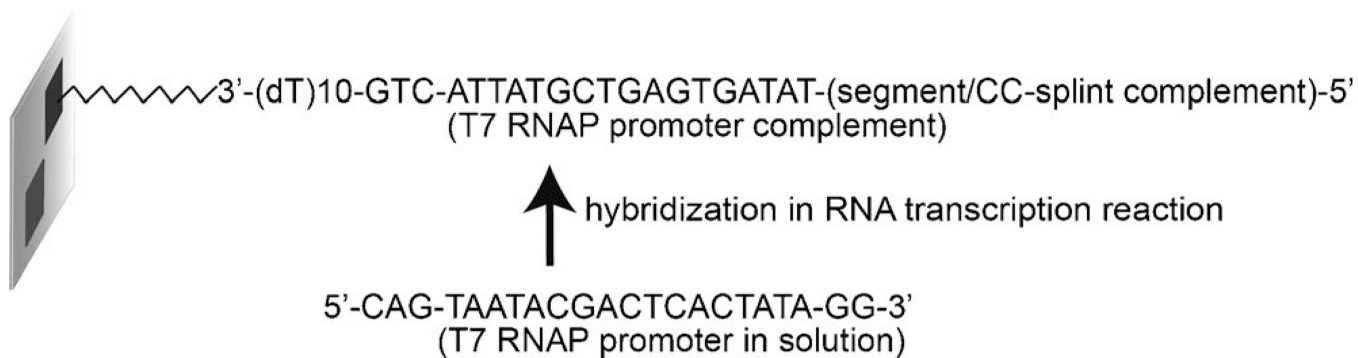 3'-(dT)10-GTC-ATTATGCTGAGTGATAT-(segment/CC-splint complement)-5'
(T7 RNAP promoter complement)
hybridization in RNA transcription reaction
5'-CAG-TAATACGACTCACTATA-GG-3'
(T7 RNAP promoter in solution)